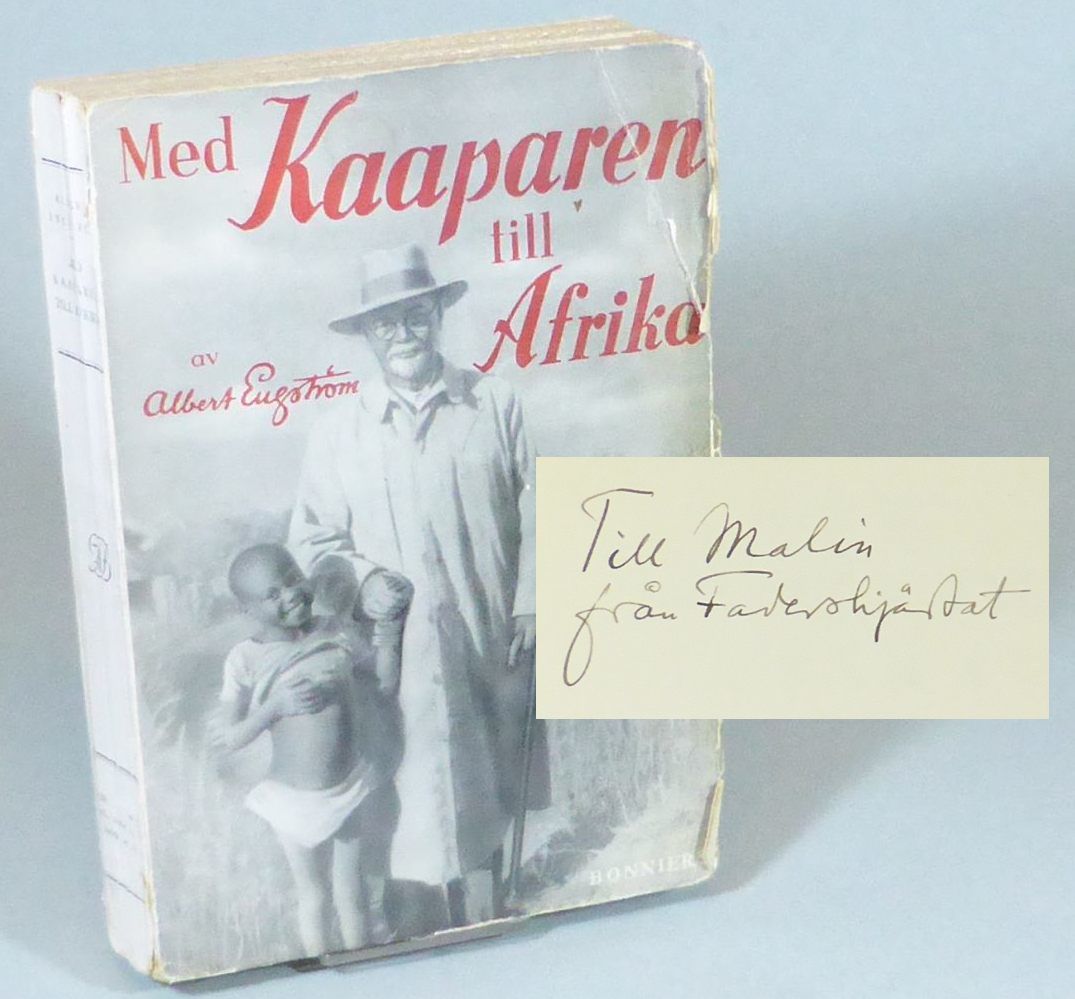 Med Kaaparen
till
Afrika
av
Albert Engström
BONNIER
Till Malin
från Fadershjärtat